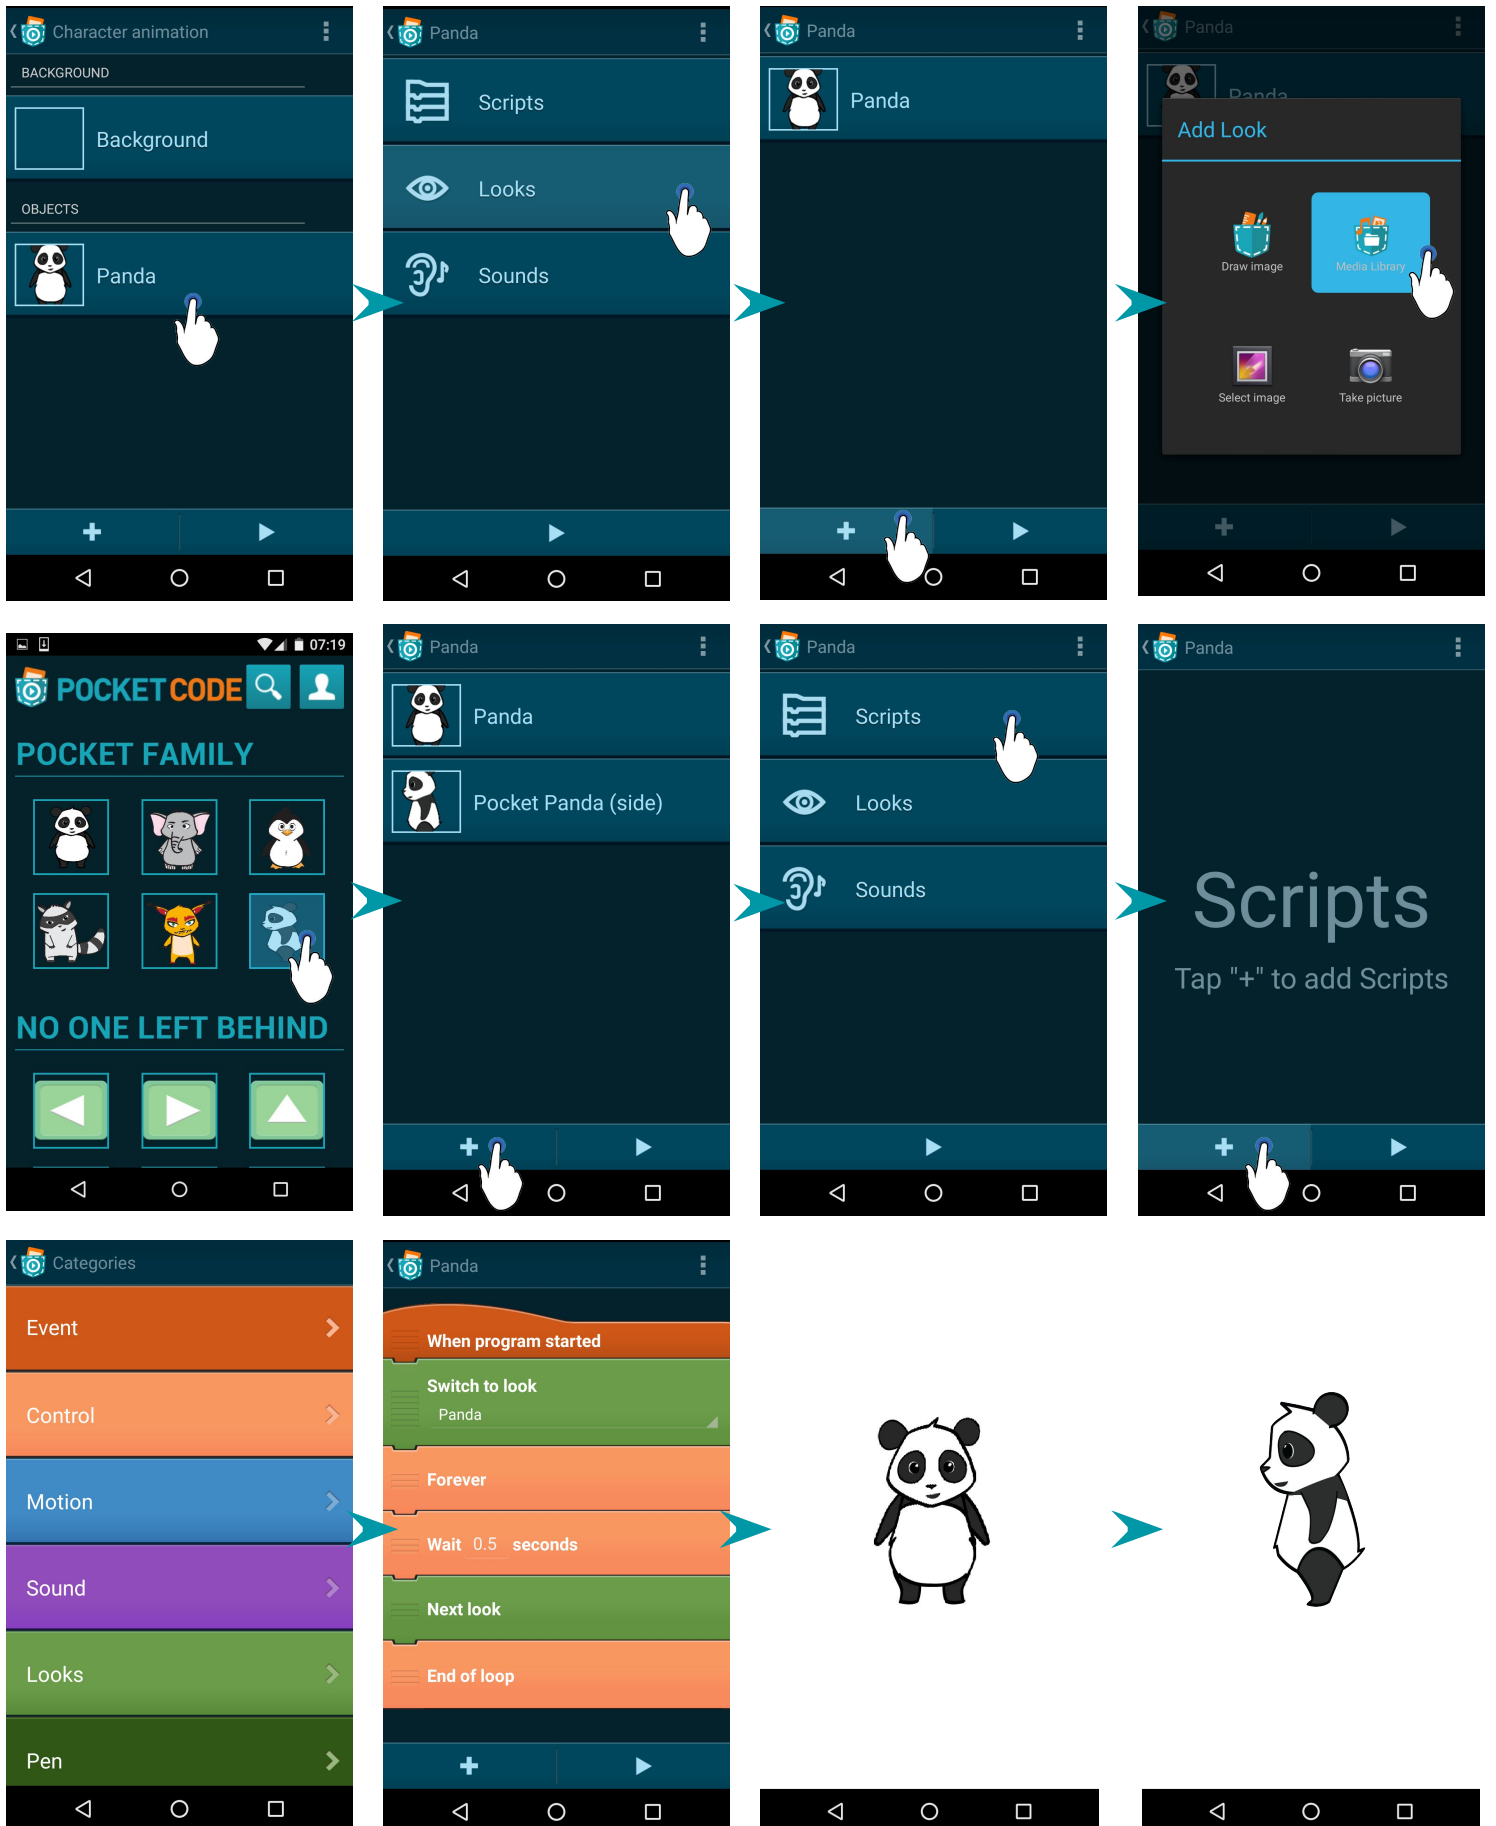 Character animation
BACKGROUND
Background
OBJECTS
Panda
Panda
Scripts
Looks
Sounds
Panda
Panda
Panda
Panda
Add Look
Draw image
Media Library
Select image
Take picture
07:19
POCKET CODE
POCKET FAMILY
NO ONE LEFT BEHIND
Panda
Panda
Pocket Panda (side)
Panda
Scripts
Looks
Sounds
Panda
Scripts
Tap "+" to add Scripts
Categories
Event
Control
Motion
Sound
Looks
Pen
Panda
When program started
Switch to look
Panda
Forever
Wait 0.5 seconds
Next look
End of loop